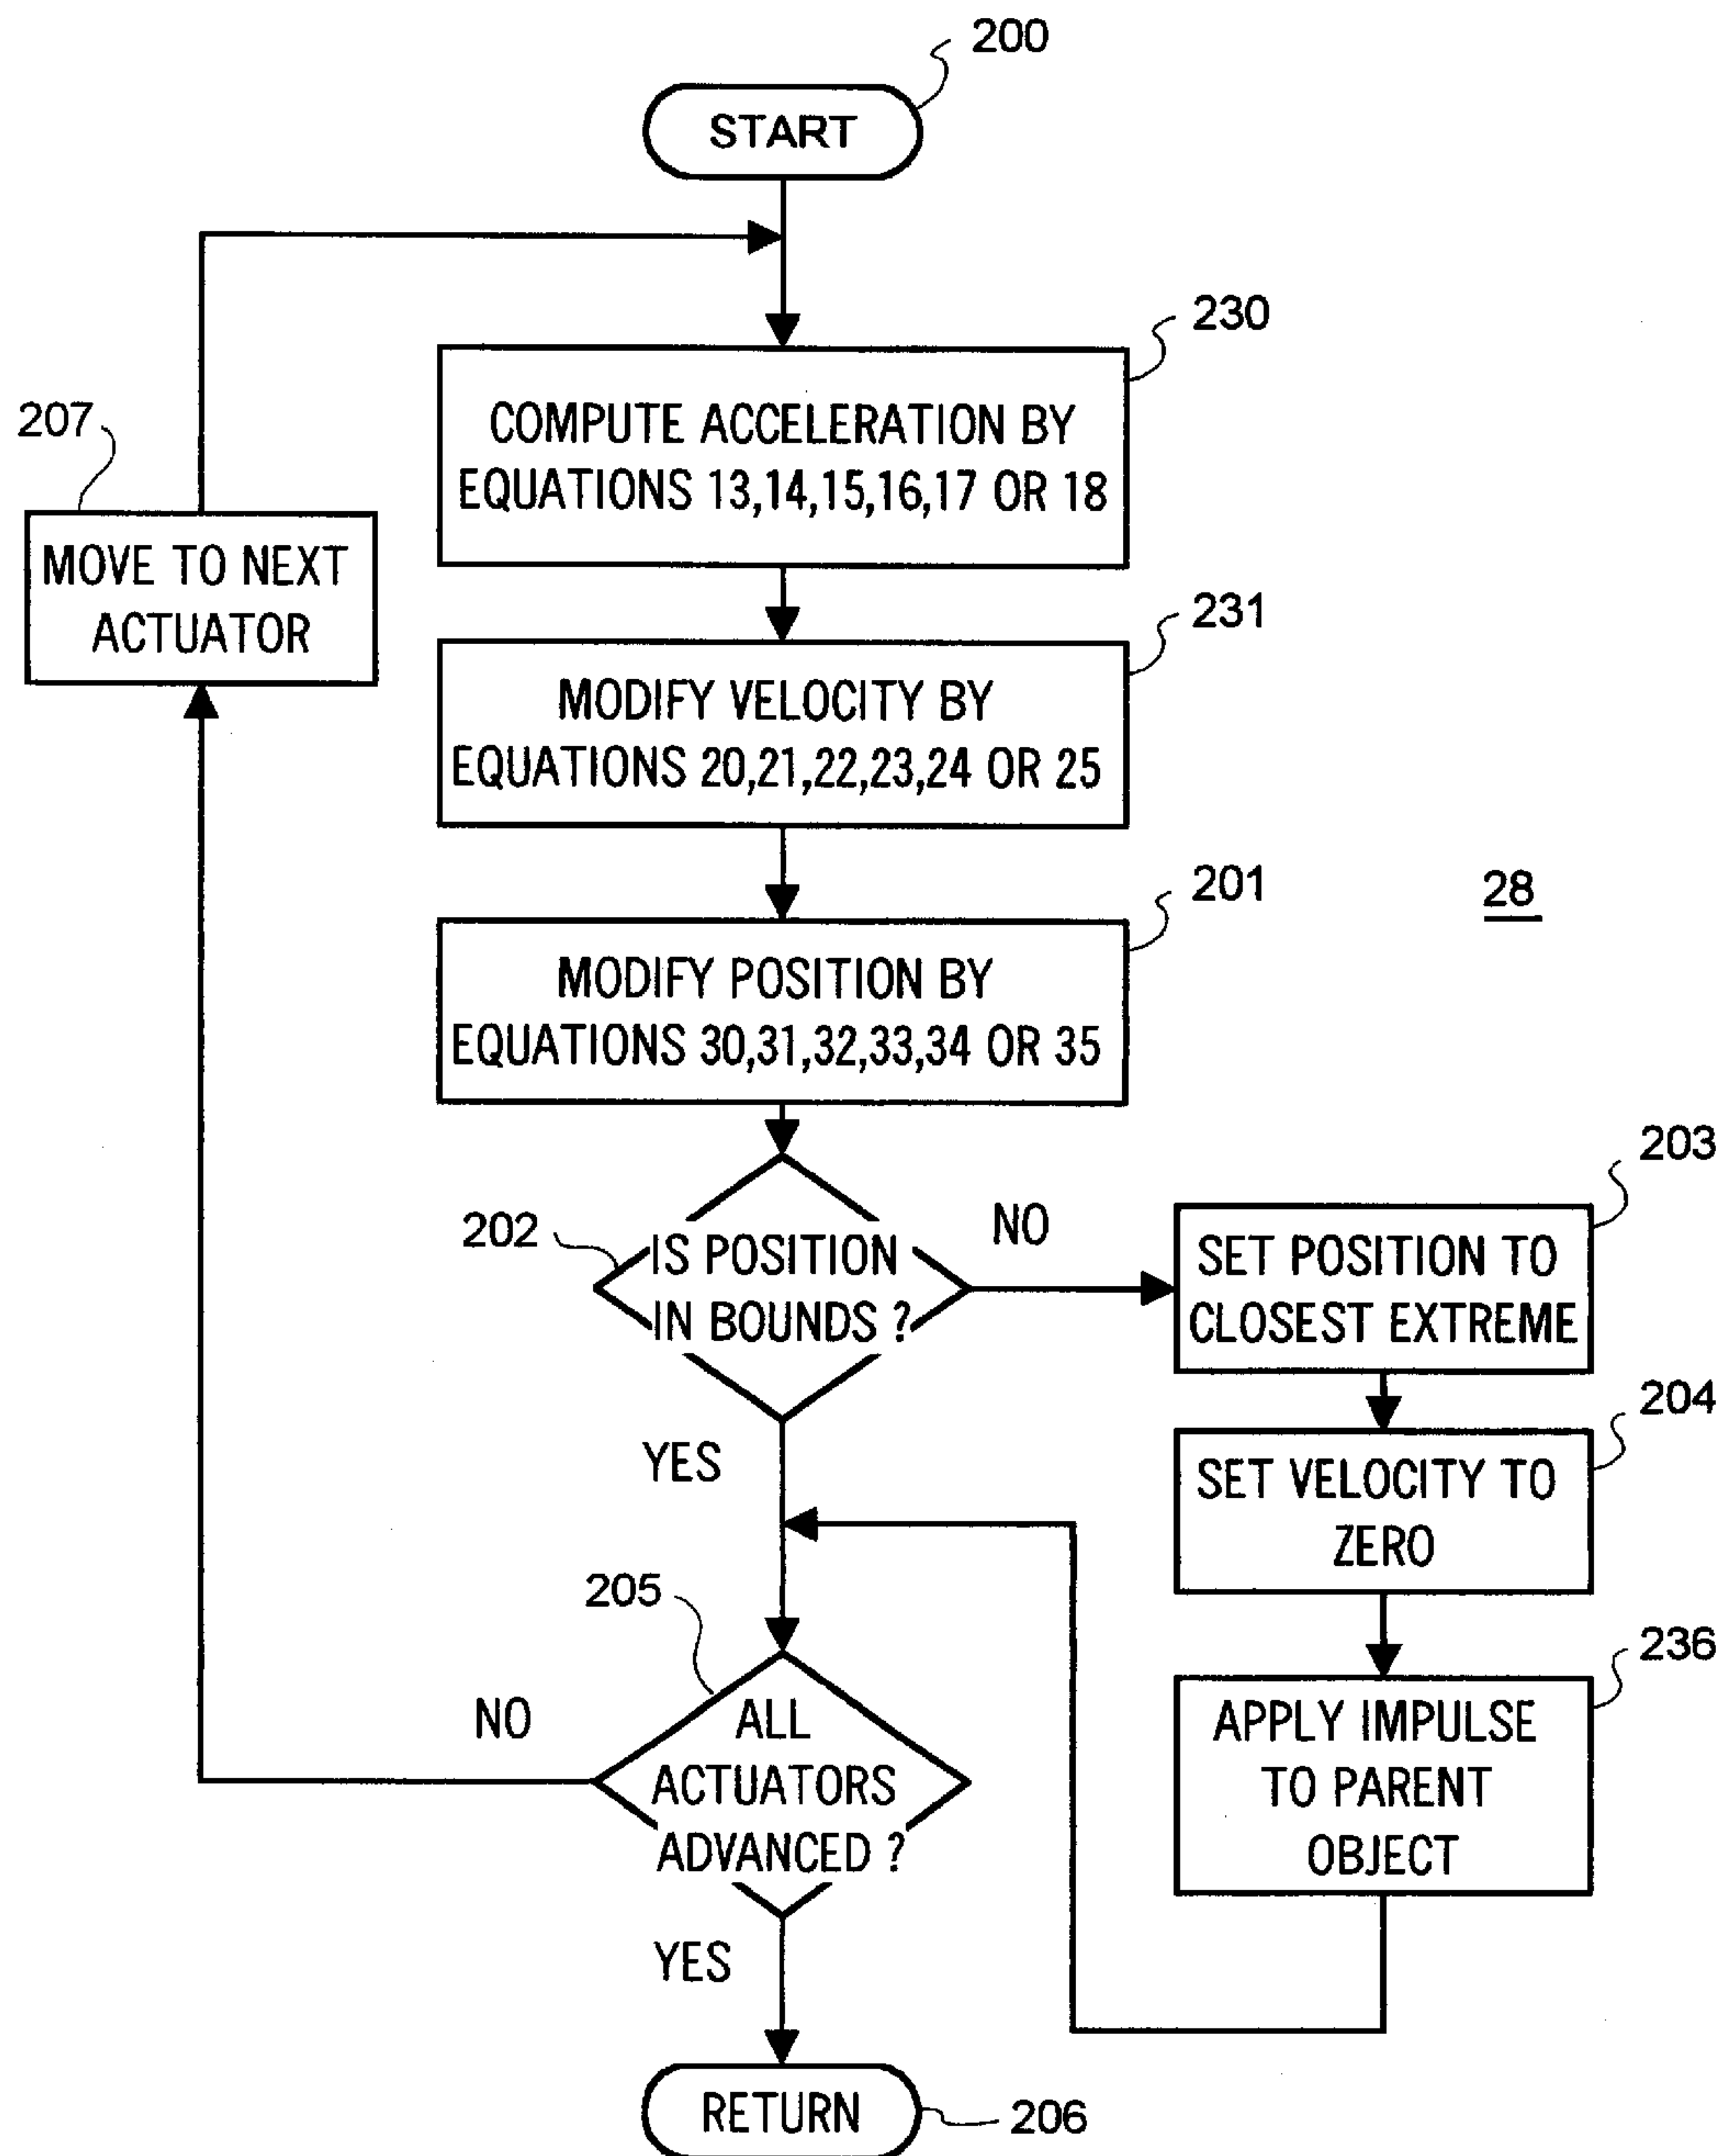 200
START
230
COMPUTE ACCELERATION BY
EQUATIONS 13,14,15,16,17 OR 18
207
MOVE TO NEXT
ACTUATOR
231
MODIFY VELOCITY BY
EQUATIONS 20,21,22,23,24 OR 25
201
28
MODIFY POSITION BY
EQUATIONS 30,31,32,33,34 OR 35
203
202
IS POSITION
IN BOUNDS ?
NO
SET POSITION TO
CLOSEST EXTREME
204
YES
SET VELOCITY TO
ZERO
205
236
NO
ALL
ACTUATORS
ADVANCED ?
APPLY IMPULSE
TO PARENT
OBJECT
YES
RETURN
206